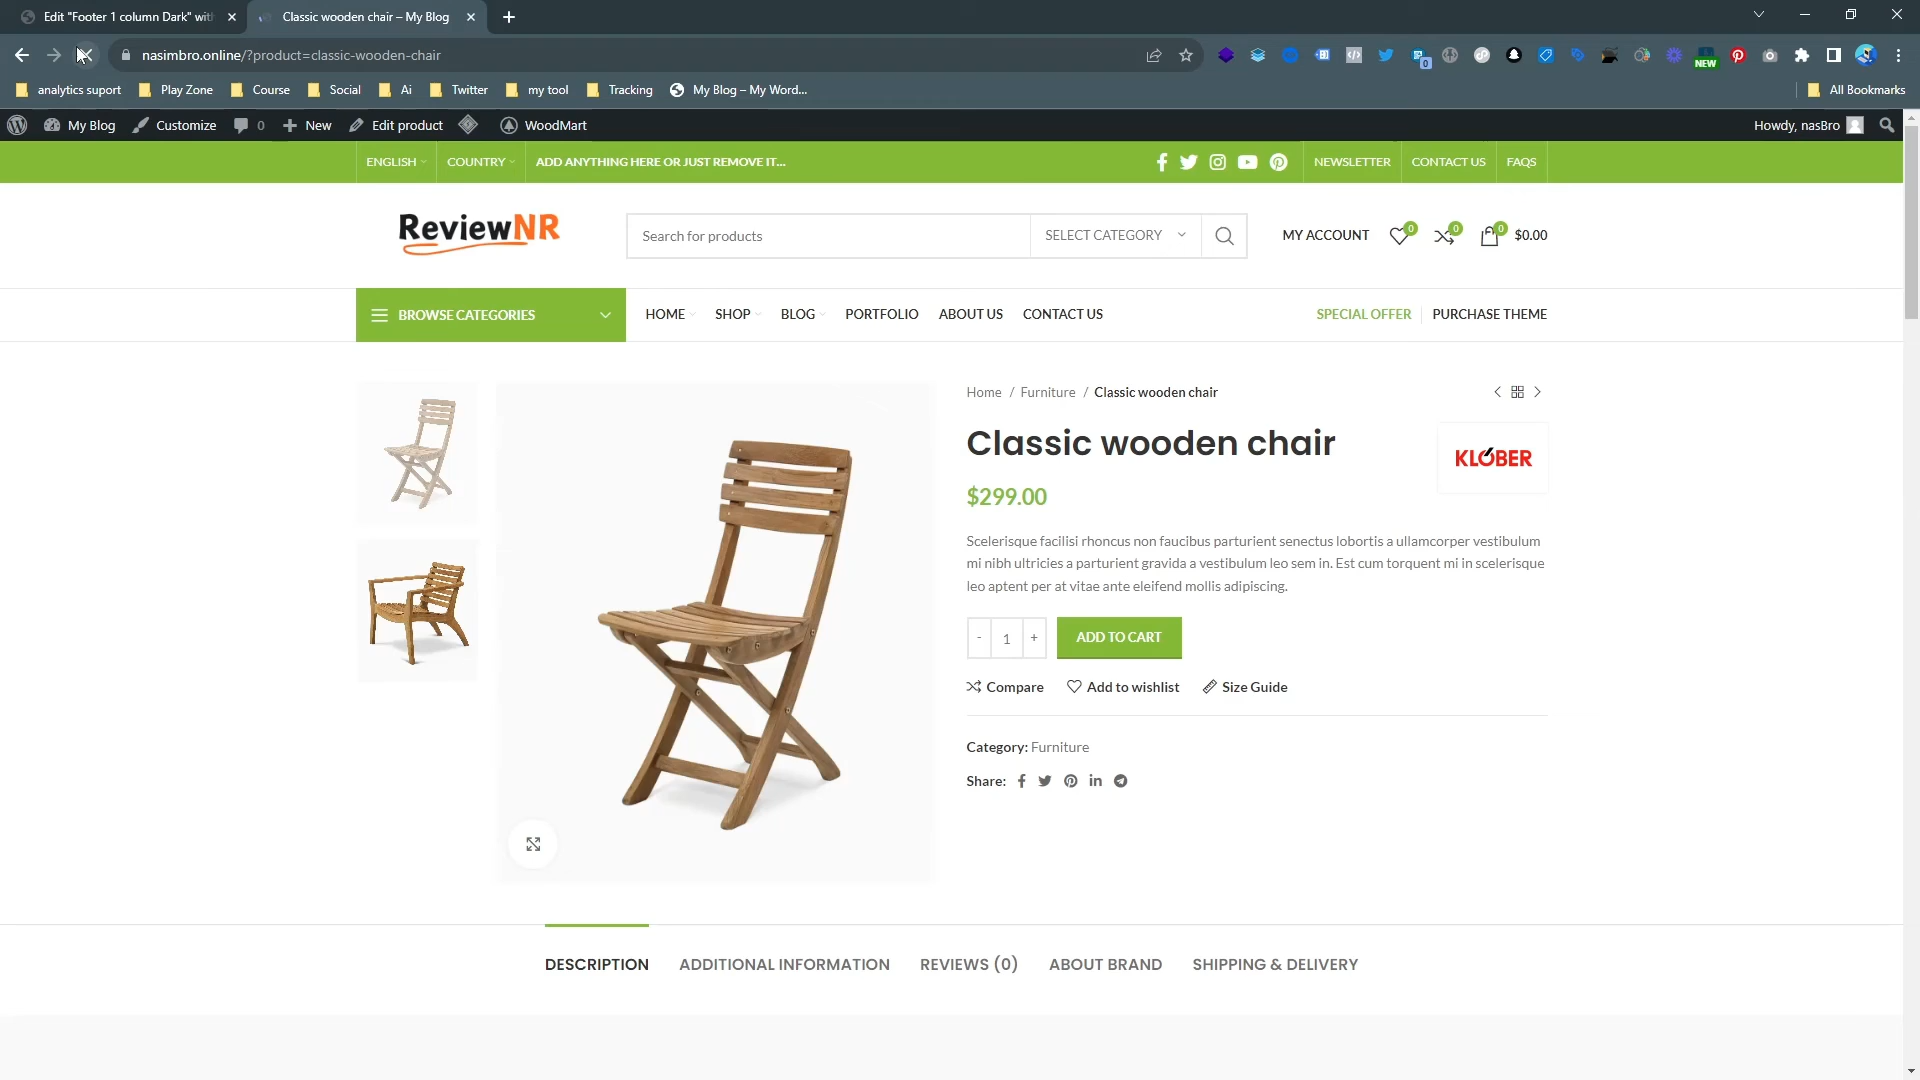 Edit "Footer 1 column Dark" with
Classic wooden chair – My Blog
nasimbro.online/?product=classic-wooden-chair
0
NEW
analytics suport
Play Zone
Course
Social
Ai
Twitter
my tool
Tracking
My Blog – My Word...
All Bookmarks
My Blog
Customize
0
New
Edit product
WoodMart
Howdy, nasBro
ENGLISH
COUNTRY
ADD ANYTHING HERE OR JUST REMOVE IT...
NEWSLETTER
CONTACT US
FAQS
ReviewNR
Search for products
SELECT CATEGORY
MY ACCOUNT
0
0
0
$0.00
BROWSE CATEGORIES
HOME
SHOP
BLOG
PORTFOLIO
ABOUT US
CONTACT US
SPECIAL OFFER
PURCHASE THEME
Home / Furniture / Classic wooden chair
Classic wooden chair
KLÖBER
$299.00
Scelerisque facilisi rhoncus non faucibus parturient senectus lobortis a ullamcorper vestibulum
mi nibh ultricies a parturient gravida a vestibulum leo sem in. Est cum torquent mi in scelerisque
leo aptent per at vitae ante eleifend mollis adipiscing.
- 1 +
ADD TO CART
Compare
Add to wishlist
Size Guide
Category: Furniture
Share:
DESCRIPTION
ADDITIONAL INFORMATION
REVIEWS (0)
ABOUT BRAND
SHIPPING & DELIVERY